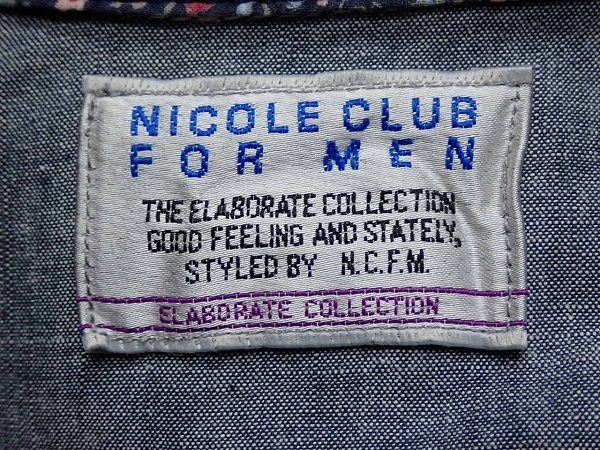 NICOLE CLUB
FOR MEN
THE ELABORATE COLLECTION
GOOD FEELING AND STATELY,
STYLED BY N.C.F.M.
ELABORATE COLLECTION